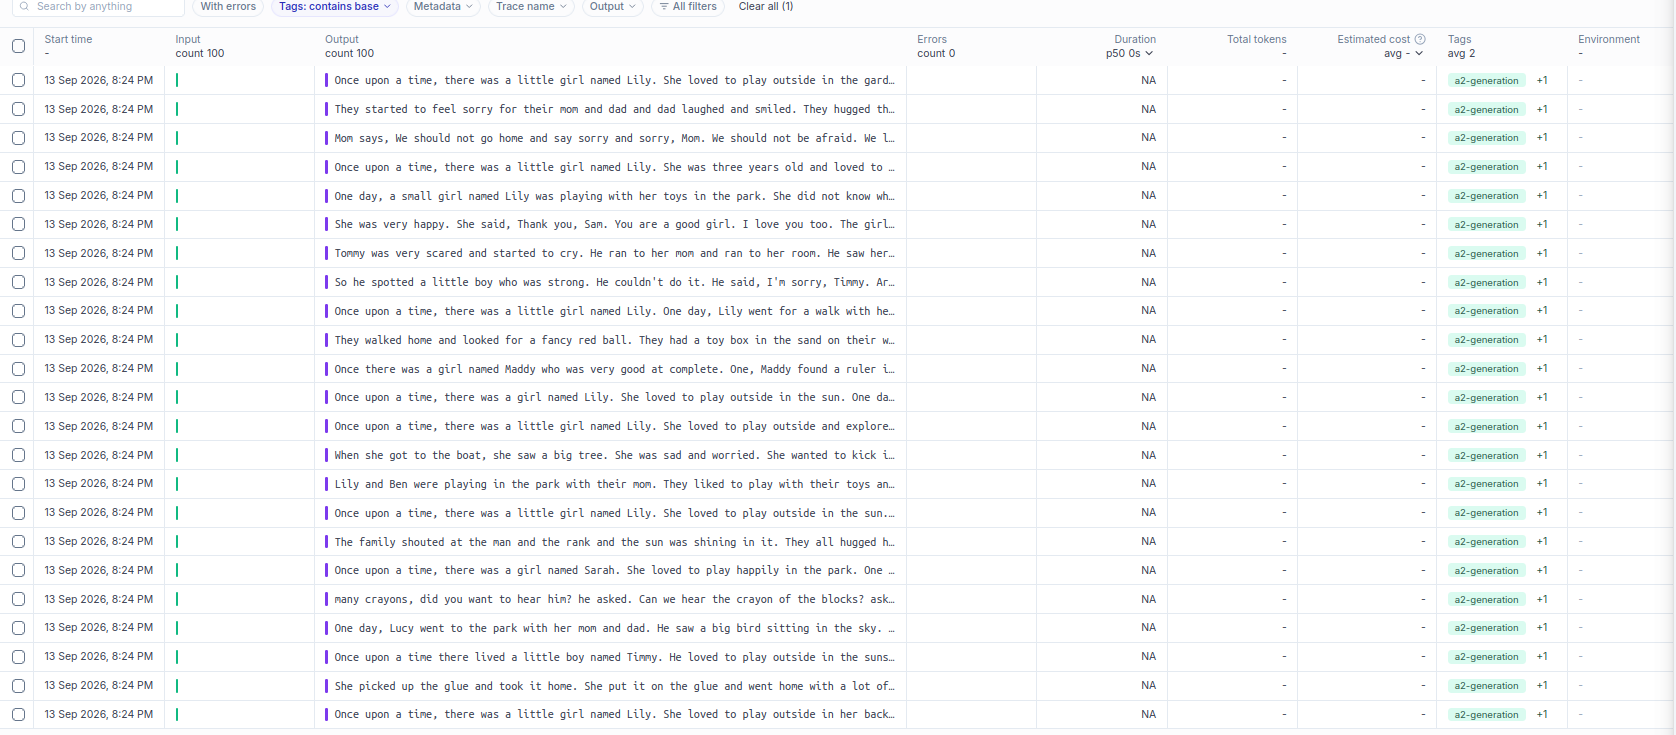 Search by anything With errors Tags: contains base Metadata Trace name Output All filters Clear all (1)
Start time Input Output Errors Duration Total tokens Estimated cost Tags Environment
- count 100 count 100 count 0 p50 0s - avg - avg 2 -
13 Sep 2026, 8:24 PM Once upon a time, there was a little girl named Lily. She loved to play outside in the gard… NA - - a2-generation +1 -
13 Sep 2026, 8:24 PM They started to feel sorry for their mom and dad and dad laughed and smiled. They hugged th… NA - - a2-generation +1 -
13 Sep 2026, 8:24 PM Mom says, We should not go home and say sorry and sorry, Mom. We should not be afraid. We l… NA - - a2-generation +1 -
13 Sep 2026, 8:24 PM Once upon a time, there was a little girl named Lily. She was three years old and loved to … NA - - a2-generation +1 -
13 Sep 2026, 8:24 PM One day, a small girl named Lily was playing with her toys in the park. She did not know wh… NA - - a2-generation +1 -
13 Sep 2026, 8:24 PM She was very happy. She said, Thank you, Sam. You are a good girl. I love you too. The girl… NA - - a2-generation +1 -
13 Sep 2026, 8:24 PM Tommy was very scared and started to cry. He ran to her mom and ran to her room. He saw her… NA - - a2-generation +1 -
13 Sep 2026, 8:24 PM So he spotted a little boy who was strong. He couldn't do it. He said, I'm sorry, Timmy. Ar… NA - - a2-generation +1 -
13 Sep 2026, 8:24 PM Once upon a time, there was a little girl named Lily. One day, Lily went for a walk with he… NA - - a2-generation +1 -
13 Sep 2026, 8:24 PM They walked home and looked for a fancy red ball. They had a toy box in the sand on their w… NA - - a2-generation +1 -
13 Sep 2026, 8:24 PM Once there was a girl named Maddy who was very good at complete. One, Maddy found a ruler i… NA - - a2-generation +1 -
13 Sep 2026, 8:24 PM Once upon a time, there was a girl named Lily. She loved to play outside in the sun. One da… NA - - a2-generation +1 -
13 Sep 2026, 8:24 PM Once upon a time, there was a little girl named Lily. She loved to play outside and explore… NA - - a2-generation +1 -
13 Sep 2026, 8:24 PM When she got to the boat, she saw a big tree. She was sad and worried. She wanted to kick i… NA - - a2-generation +1 -
13 Sep 2026, 8:24 PM Lily and Ben were playing in the park with their mom. They liked to play with their toys an… NA - - a2-generation +1 -
13 Sep 2026, 8:24 PM Once upon a time, there was a little girl named Lily. She loved to play outside in the sun.… NA - - a2-generation +1 -
13 Sep 2026, 8:24 PM The family shouted at the man and the rank and the sun was shining in it. They all hugged h… NA - - a2-generation +1 -
13 Sep 2026, 8:24 PM Once upon a time, there was a girl named Sarah. She loved to play happily in the park. One … NA - - a2-generation +1 -
13 Sep 2026, 8:24 PM many crayons, did you want to hear him? he asked. Can we hear the crayon of the blocks? ask… NA - - a2-generation +1 -
13 Sep 2026, 8:24 PM One day, Lucy went to the park with her mom and dad. He saw a big bird sitting in the sky. … NA - - a2-generation +1 -
13 Sep 2026, 8:24 PM Once upon a time there lived a little boy named Timmy. He loved to play outside in the suns… NA - - a2-generation +1 -
13 Sep 2026, 8:24 PM She picked up the glue and took it home. She put it on the glue and went home with a lot of… NA - - a2-generation +1 -
13 Sep 2026, 8:24 PM Once upon a time, there was a little girl named Lily. She loved to play outside in her back… NA - - a2-generation +1 -